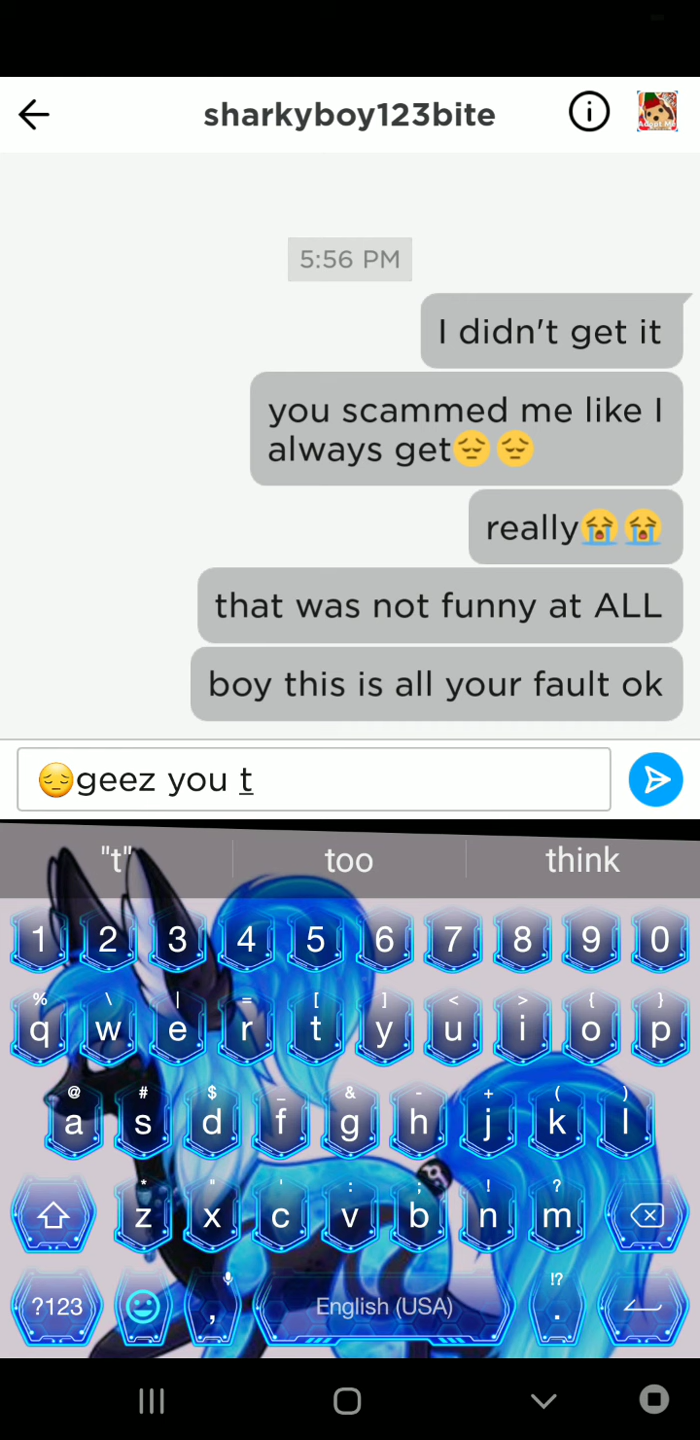 sharkyboy123bite
5:56 PM
I didn't get it
you scammed me like I
always get😔😔
really😭😭
that was not funny at ALL
boy this is all your fault ok
😔geez you t
"t" too think
1 2 3 4 5 6 7 8 9 0
% \ | = [ ] < > { }
q w e r t y u i o p
@ # $ _ & - + ( )
a s d f g h j k l
* " ' : ; ! ?
z x c v b n m
!?
?123 , English (USA) .